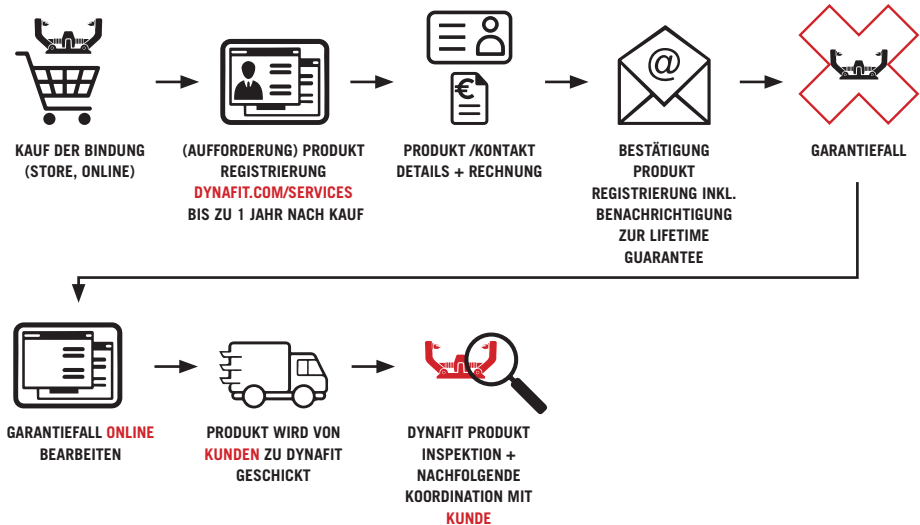 KAUF DER BINDUNG
(STORE, ONLINE)
(AUFFORDERUNG) PRODUKT
REGISTRIERUNG
DYNAFIT.COM/SERVICES
BIS ZU 1 JAHR NACH KAUF
€
PRODUKT /KONTAKT
DETAILS + RECHNUNG
@
BESTÄTIGUNG
PRODUKT
REGISTRIERUNG INKL.
BENACHRICHTIGUNG
ZUR LIFETIME
GUARANTEE
GARANTIEFALL
GARANTIEFALL ONLINE
BEARBEITEN
PRODUKT WIRD VON
KUNDEN ZU DYNAFIT
GESCHICKT
DYNAFIT PRODUKT
INSPEKTION +
NACHFOLGENDE
KOORDINATION MIT
KUNDE